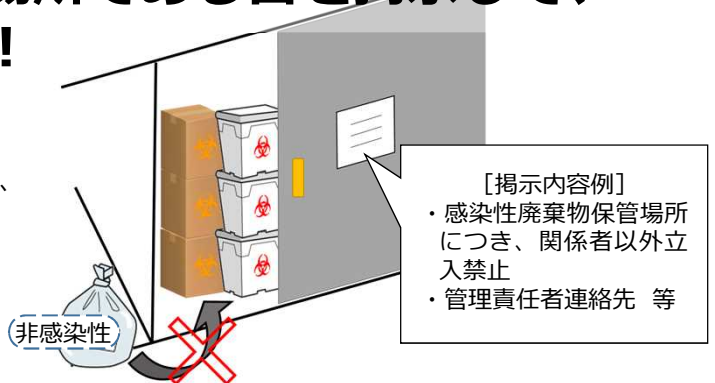 ！
、
［掲示内容例］
・感染性廃棄物保管場所
につき、関係者以外立
入禁止
・管理責任者連絡先 等
非感染性